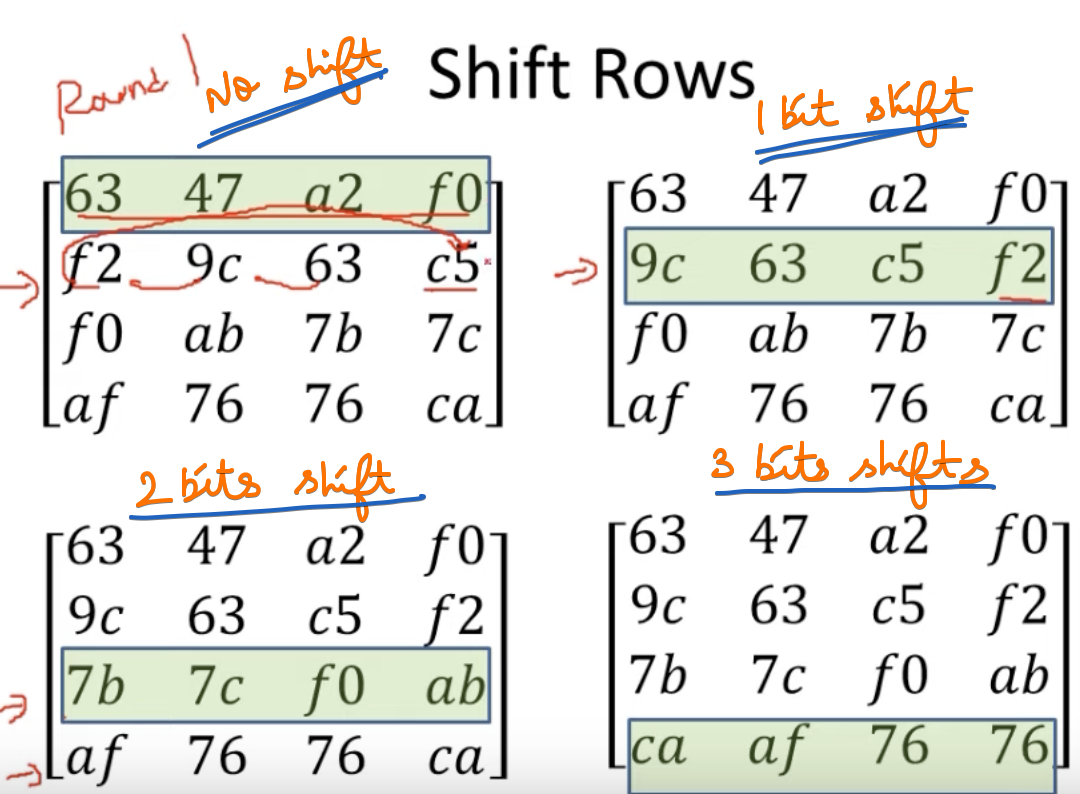 Round 1 No shift Shift Rows 1 bit shift
63 47 a2 f0
f2 9c 63 c5
f0 ab 7b 7c
af 76 76 ca
63 47 a2 f0
9c 63 c5 f2
f0 ab 7b 7c
af 76 76 ca
2 bits shift
63 47 a2 f0
9c 63 c5 f2
7b 7c f0 ab
af 76 76 ca
3 bits shifts
63 47 a2 f0
9c 63 c5 f2
7b 7c f0 ab
ca af 76 76